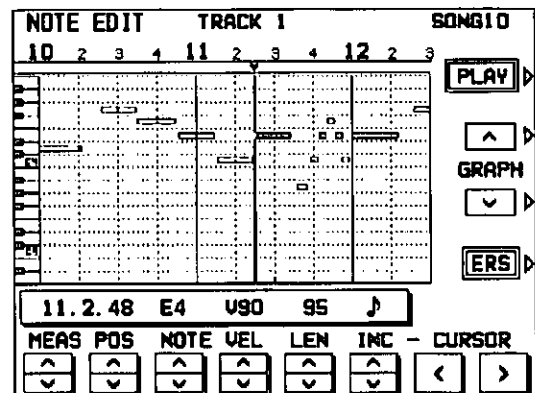 NOTE EDIT TRACK 1 SONG10
10 2 3 4 11 2 3 4 12 2 3
PLAY
GRAPH
ERS
11.2.48 E4 V90 95 ♪
MEAS POS NOTE VEL LEN INC - CURSOR